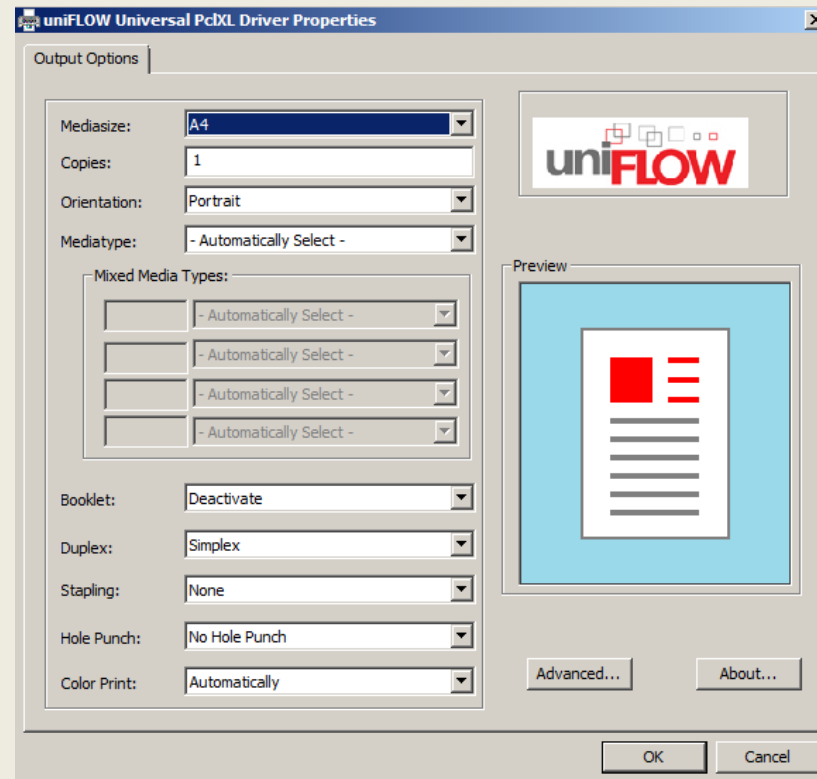 uniFLOW Universal PclXL Driver Properties
Output Options
Mediasize: A4
Copies: 1
Orientation: Portrait
Mediatype: - Automatically Select -
Mixed Media Types:
- Automatically Select -
- Automatically Select -
- Automatically Select -
- Automatically Select -
Booklet: Deactivate
Duplex: Simplex
Stapling: None
Hole Punch: No Hole Punch
Color Print: Automatically
uniFLOW
Preview
Advanced... About...
OK Cancel